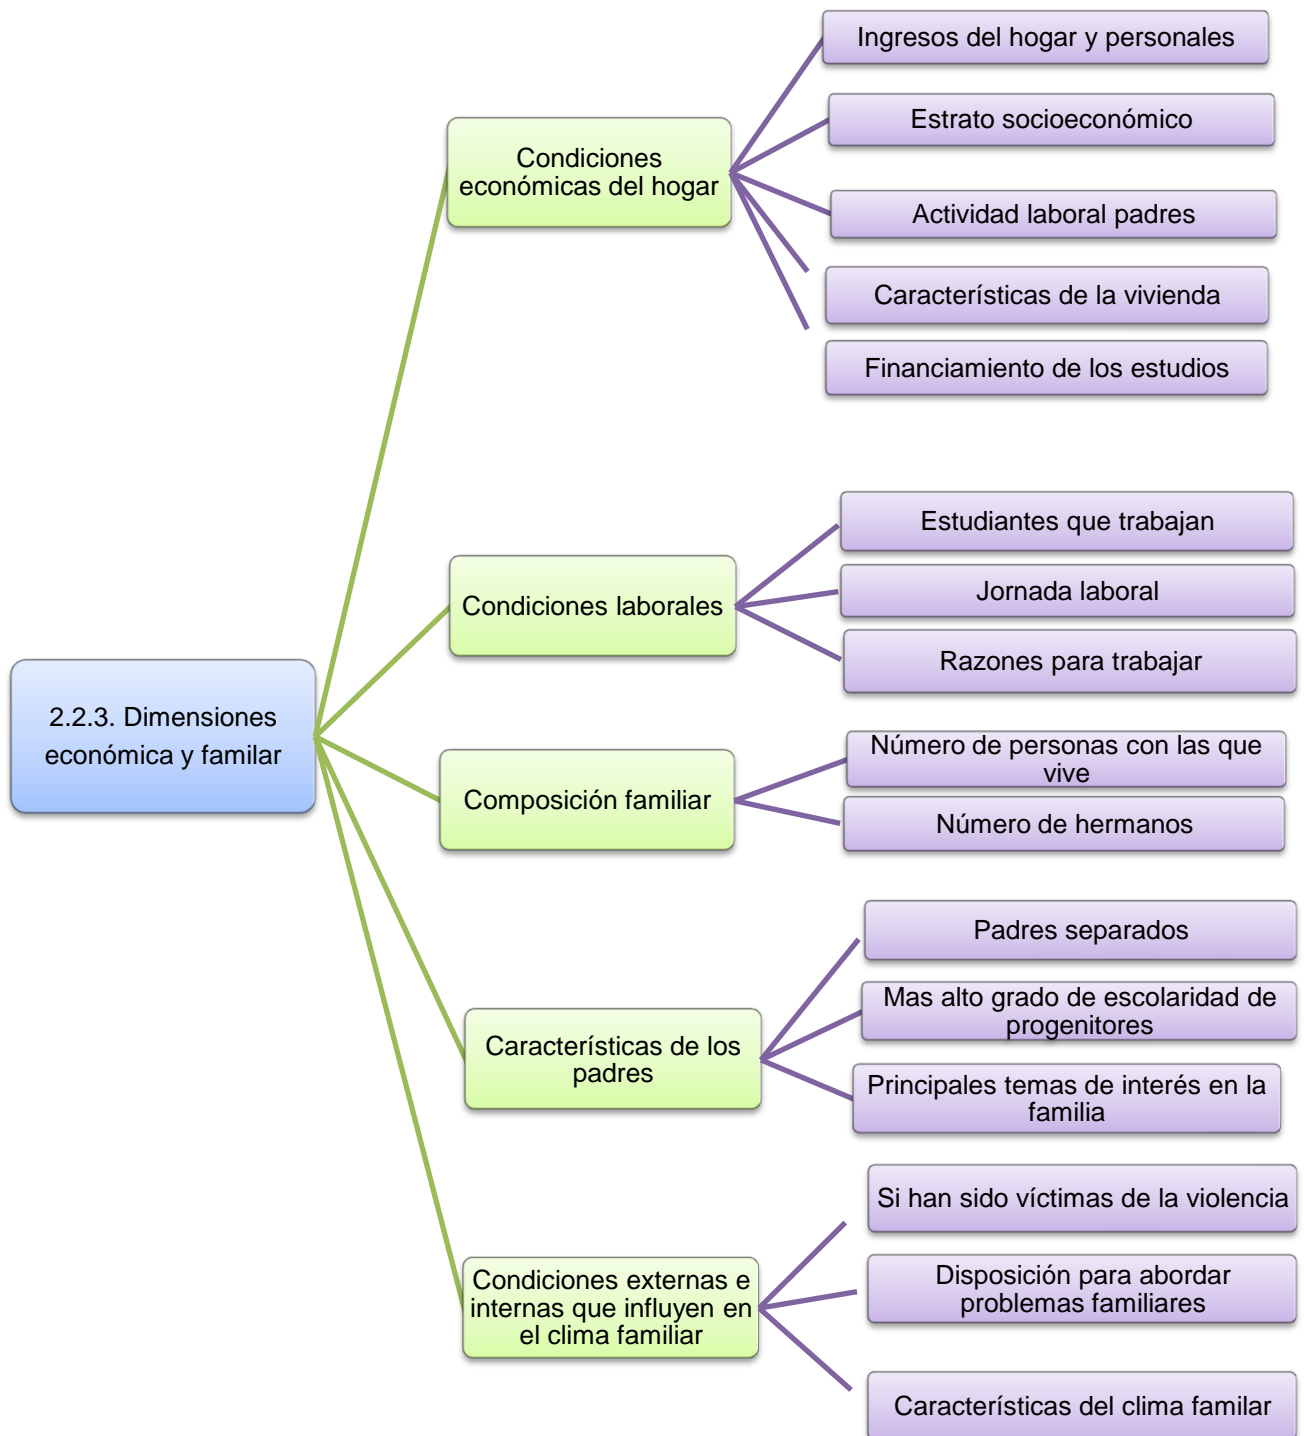 2.2.3. Dimensiones
económica y familar
Condiciones
económicas del hogar
Ingresos del hogar y personales
Estrato socioeconómico
Actividad laboral padres
Características de la vivienda
Financiamiento de los estudios
Condiciones laborales
Estudiantes que trabajan
Jornada laboral
Razones para trabajar
Composición familiar
Número de personas con las que
vive
Número de hermanos
Características de los
padres
Padres separados
Mas alto grado de escolaridad de
progenitores
Principales temas de interés en la
familia
Condiciones externas e
internas que influyen en
el clima familiar
Si han sido víctimas de la violencia
Disposición para abordar
problemas familiares
Características del clima familar